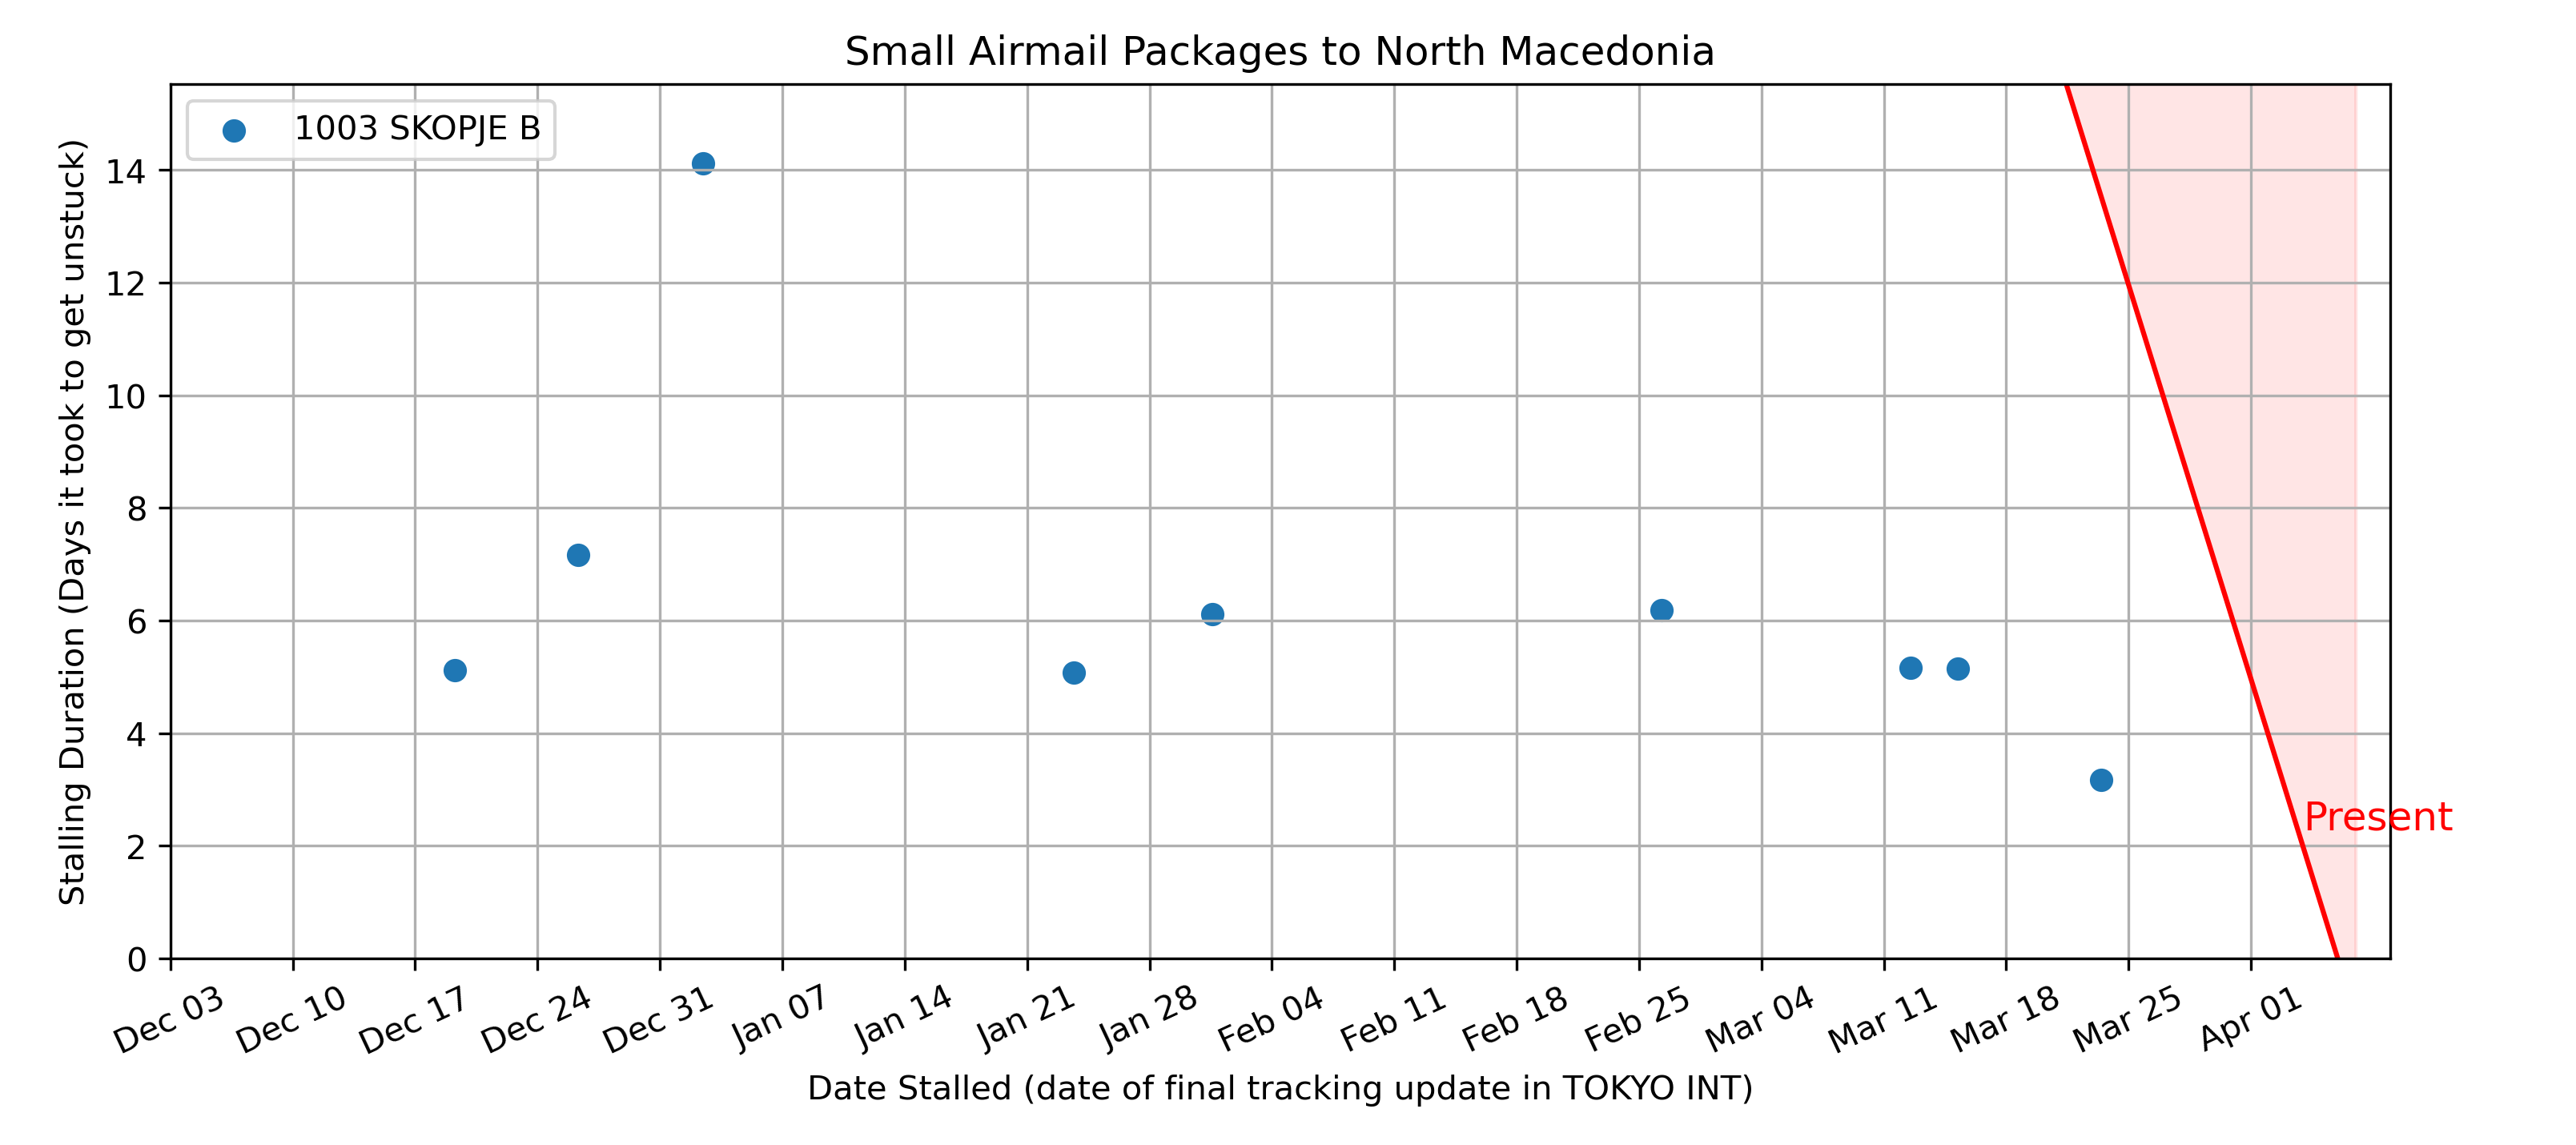 Small Airmail Packages to North Macedonia
1003 SKOPJE B
Stalling Duration (Days it took to get unstuck)
14
12
10
8
6
4
2
0
Present
Dec 03
Dec 10
Dec 17
Dec 24
Dec 31
Jan 07
Jan 14
Jan 21
Jan 28
Feb 04
Feb 11
Feb 18
Feb 25
Mar 04
Mar 11
Mar 18
Mar 25
Apr 01
Date Stalled (date of final tracking update in TOKYO INT)